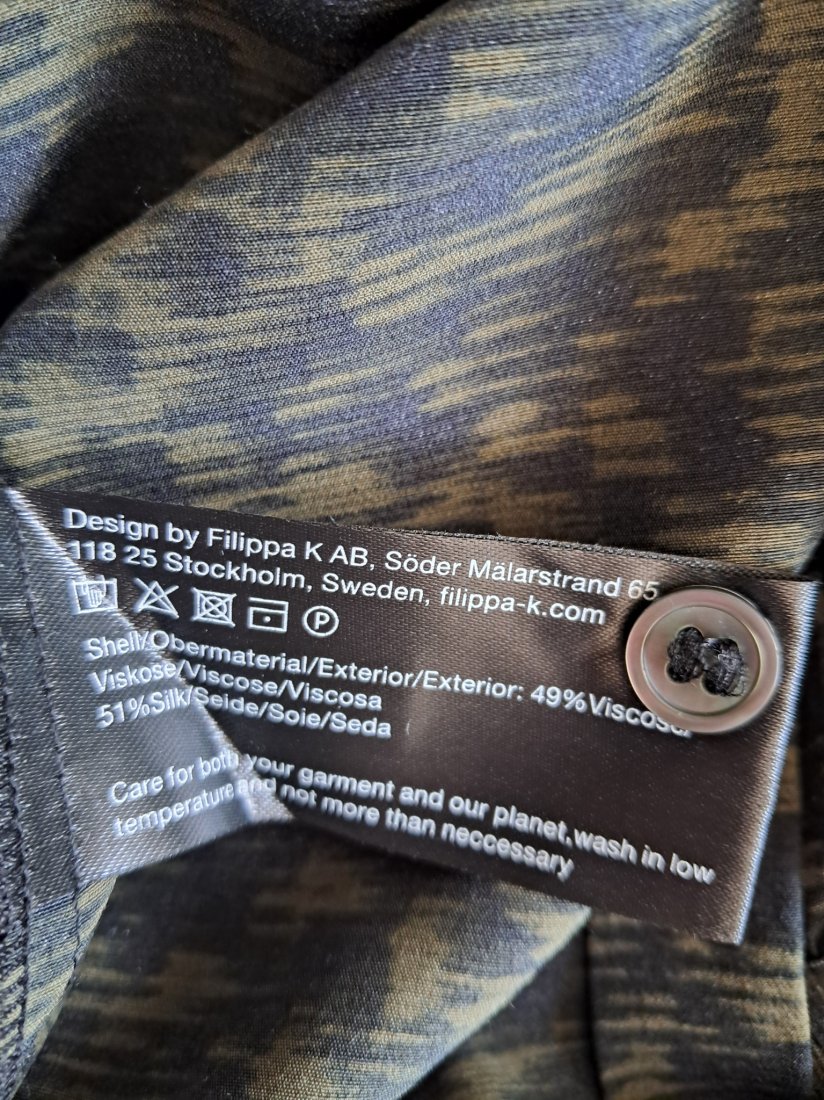 Design by Filippa K AB, Söder Mälarstrand 65
118 25 Stockholm, Sweden, filippa-k.com
P
Shell/Obermaterial/Exterior/Exterior: 49%Viscose/
Viskose/Viscose/Viscosa
51%Silk/Seide/Soie/Seda
Care for both your garment and our planet,wash in low
temperature and not more than neccessary